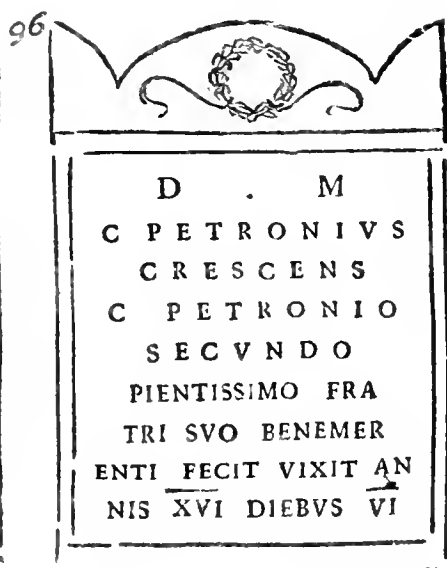 96
D . M
C PETRONIVS
CRESCENS
C PETRONIO
SECVNDO
PIENTISSIMO FRA
TRI SVO BENEMER
ENTI FECIT VIXIT AN
NIS XVI DIEBVS VI